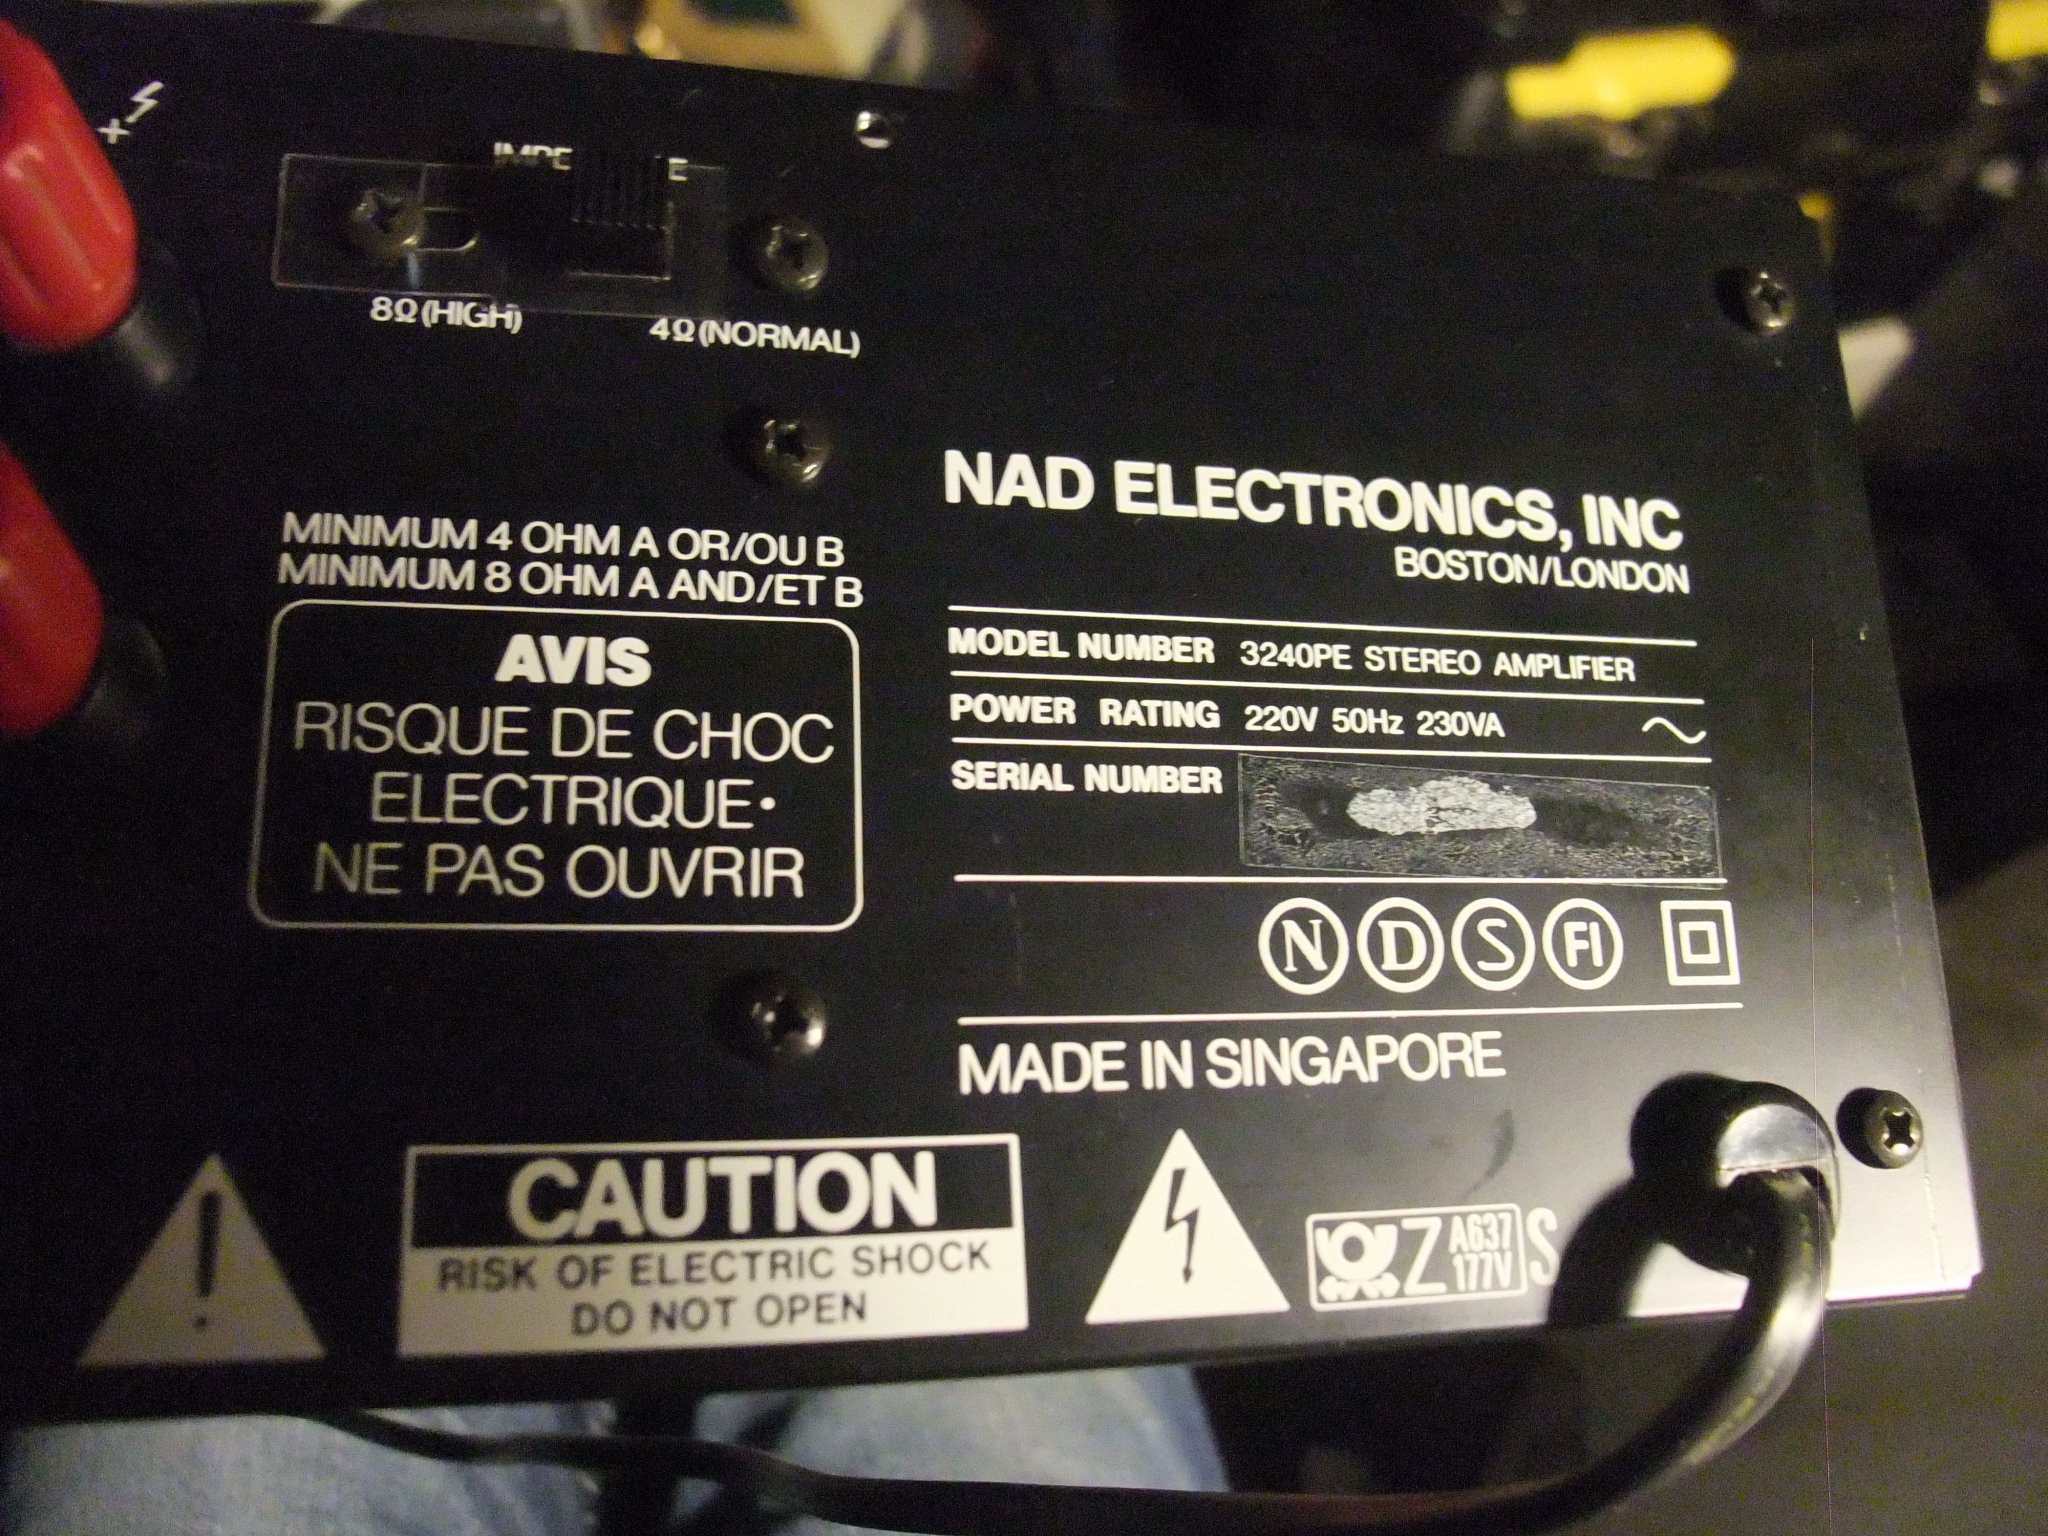 +
8Ω (HIGH)
4Ω (NORMAL)
MINIMUM 4 OHM A OR/OU B
MINIMUM 8 OHM A AND/ET B
AVIS
RISQUE DE CHOC
ELECTRIQUE•
NE PAS OUVRIR
NAD ELECTRONICS, INC
BOSTON/LONDON
MODEL NUMBER 3240PE STEREO AMPLIFIER
POWER RATING 220V 50Hz 230VA ~
SERIAL NUMBER
N D S FI
MADE IN SINGAPORE
!
CAUTION
RISK OF ELECTRIC SHOCK
DO NOT OPEN
Z A637
177V S